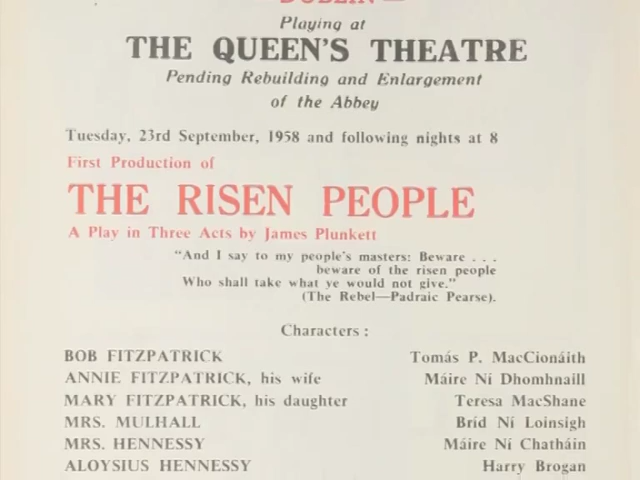 — DUBLIN —
Playing at
THE QUEEN'S THEATRE
Pending Rebuilding and Enlargement
of the Abbey
Tuesday, 23rd September, 1958 and following nights at 8
First Production of
THE RISEN PEOPLE
A Play in Three Acts by James Plunkett
"And I say to my people's masters: Beware . . .
beware of the risen people
Who shall take what ye would not give."
(The Rebel—Padraic Pearse).
Characters :
BOB FITZPATRICK Tomás P. MacCionáith
ANNIE FITZPATRICK, his wife Máire Ní Dhomhnaill
MARY FITZPATRICK, his daughter Teresa MacShane
MRS. MULHALL Bríd Ní Loinsigh
MRS. HENNESSY Máire Ní Chatháin
ALOYSIUS HENNESSY Harry Brogan